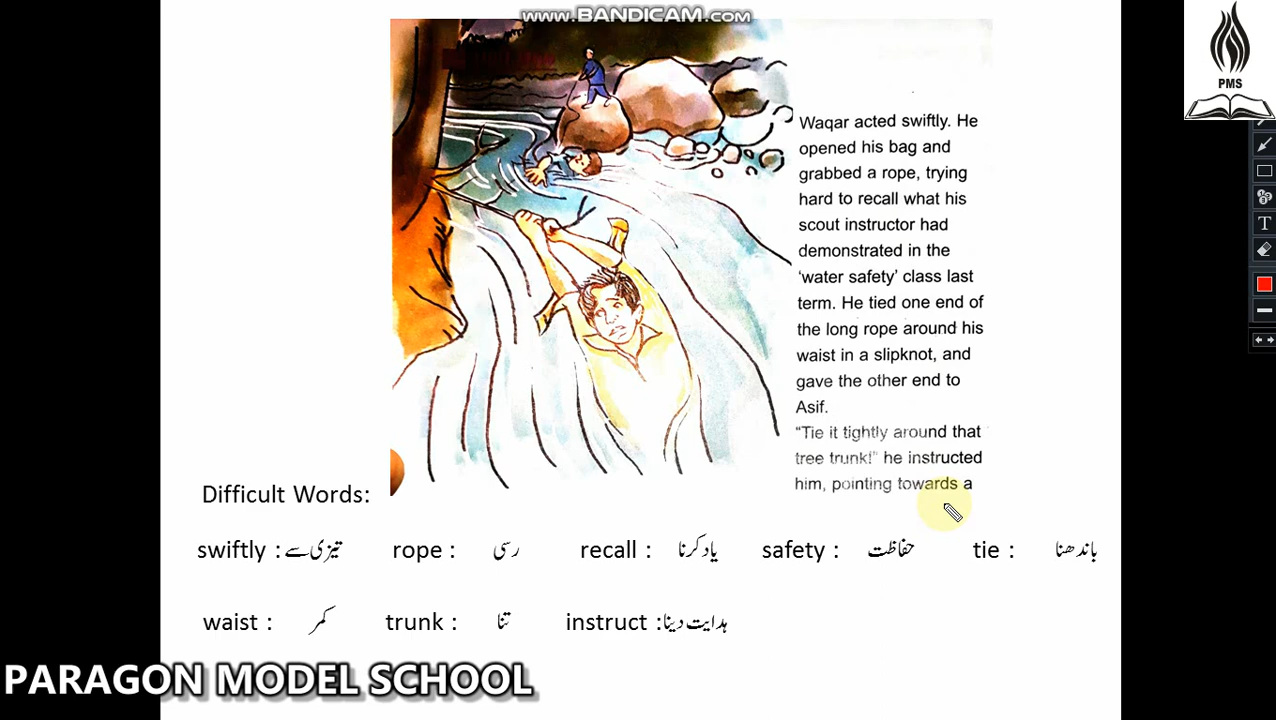 www.BANDICAM.com
PMS
Waqar acted swiftly. He
opened his bag and
grabbed a rope, trying
hard to recall what his
scout instructor had
demonstrated in the
‘water safety’ class last
term. He tied one end of
the long rope around his
waist in a slipknot, and
gave the other end to
Asif.
“Tie it tightly around that
tree trunk!” he instructed
him, pointing towards a
Difficult Words:
swiftly : تیزی سے rope : رسی recall : یاد کرنا safety : حفاظت tie : باندھنا
waist : کمر trunk : تنا instruct : ہدایت دینا
PARAGON MODEL SCHOOL